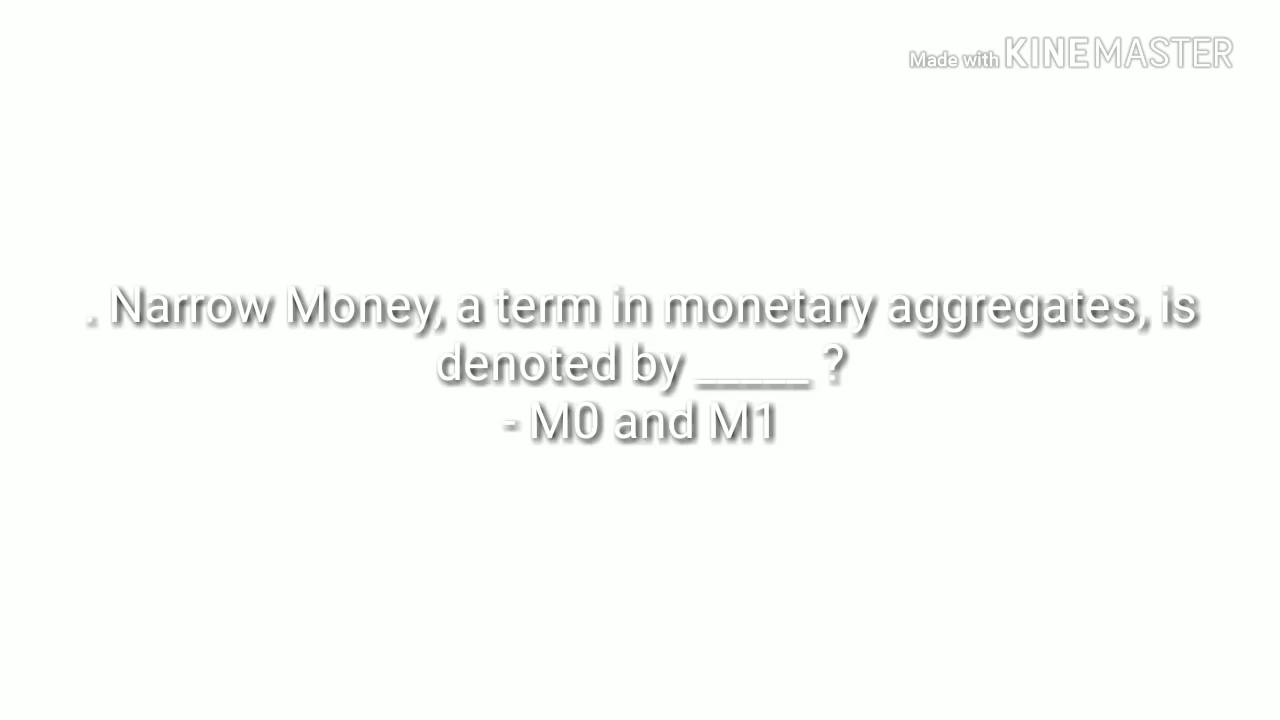 Made with KINEMASTER
. Narrow Money, a term in monetary aggregates, is
denoted by _____ ?
- M0 and M1